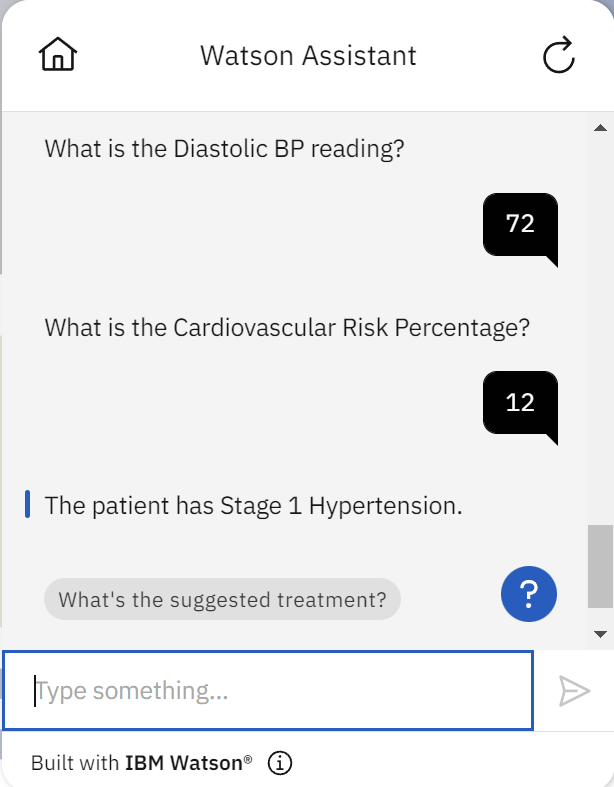 Watson Assistant
What is the Diastolic BP reading?
72
What is the Cardiovascular Risk Percentage?
12
The patient has Stage 1 Hypertension.
What's the suggested treatment?
?
Type something...
Built with IBM Watson®